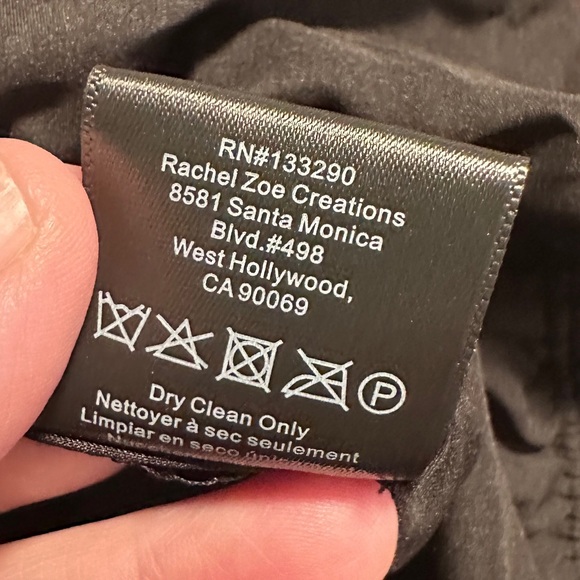 RN#133290
Rachel Zoe Creations
8581 Santa Monica
Blvd.#498
West Hollywood,
CA 90069
P
Dry Clean Only
Nettoyer à sec seulement
Limpiar en seco únicamente